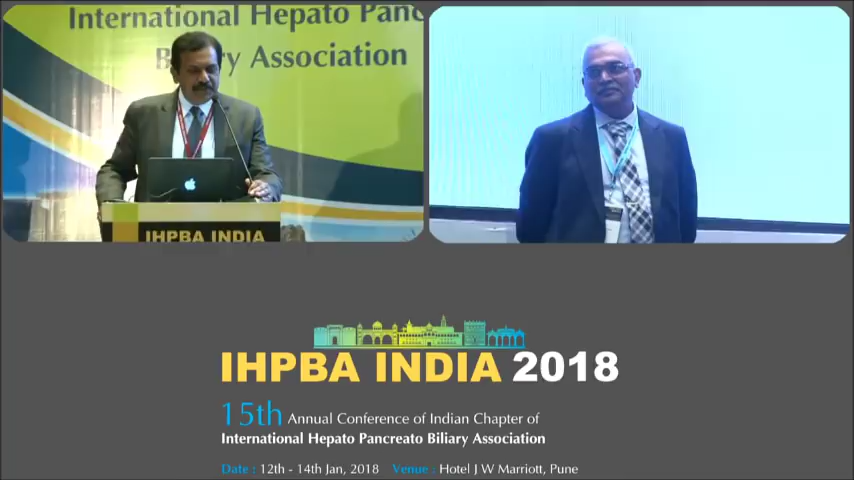 International Hepato Pancre
Biliary Association
IHPBA INDIA
IHPBA INDIA 2018
15th Annual Conference of Indian Chapter of
International Hepato Pancreato Biliary Association
Date : 12th - 14th Jan, 2018 Venue : Hotel J W Marriott, Pune